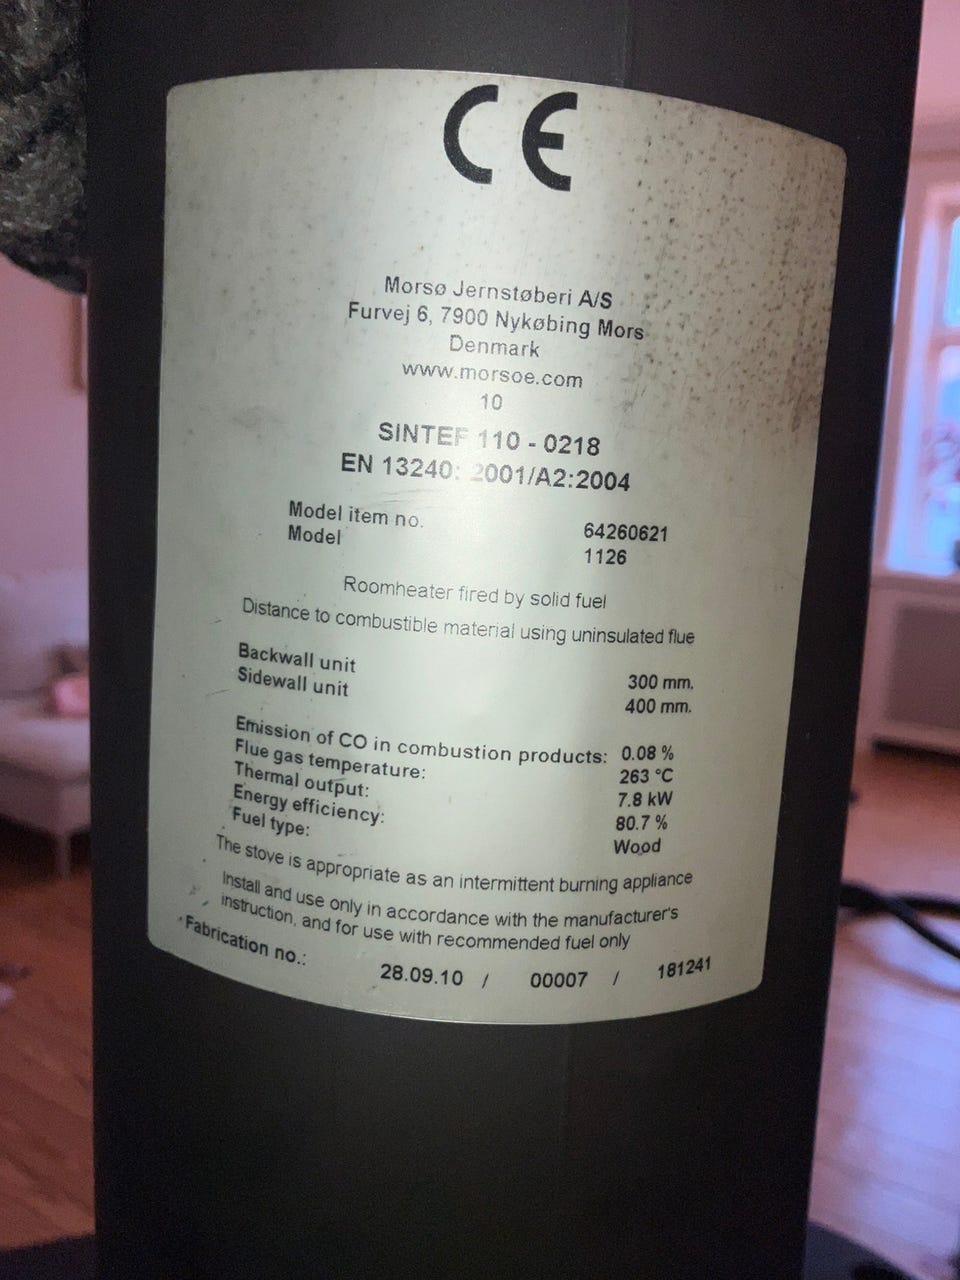 CE
Morsø Jernstøberi A/S
Furvej 6, 7900 Nykøbing Mors
Denmark
www.morsoe.com
10
SINTEF 110 - 0218
EN 13240: 2001/A2:2004
Model item no. 64260621
Model 1126
Roomheater fired by solid fuel
Distance to combustible material using uninsulated flue
Backwall unit 300 mm.
Sidewall unit 400 mm.
Emission of CO in combustion products: 0.08 %
Flue gas temperature: 263 °C
Thermal output: 7.8 kW
Energy efficiency: 80.7 %
Fuel type: Wood
The stove is appropriate as an intermittent burning appliance
Install and use only in accordance with the manufacturer's
instruction, and for use with recommended fuel only
Fabrication no.: 28.09.10 / 00007 / 181241